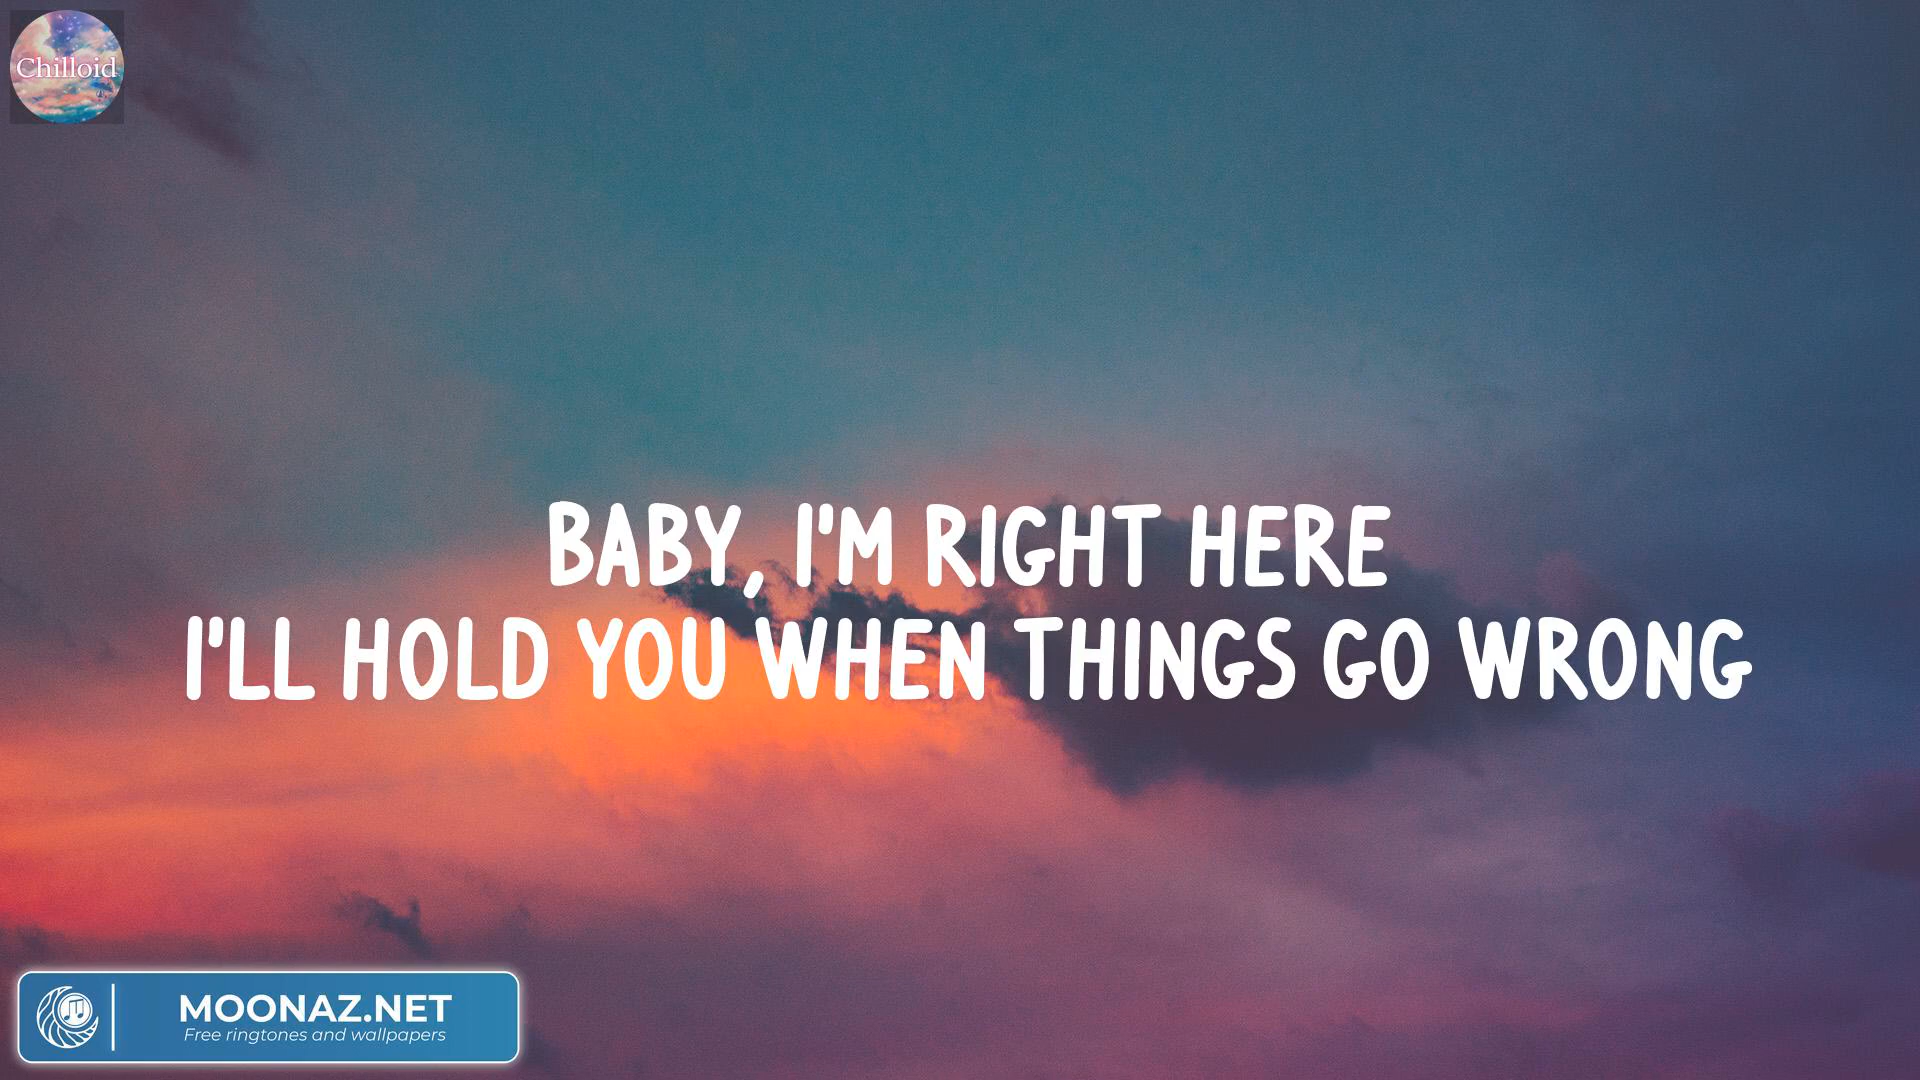 Chilloid
BABY, I'M RIGHT HERE
I'LL HOLD YOU WHEN THINGS GO WRONG
MOONAZ.NET
Free ringtones and wallpapers